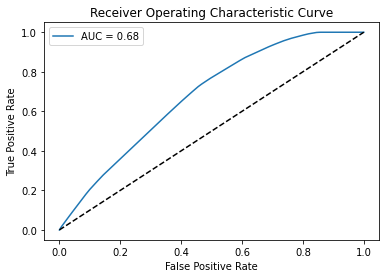 Receiver Operating Characteristic Curve
AUC = 0.68
True Positive Rate
1.0
0.8
0.6
0.4
0.2
0.0
0.0 0.2 0.4 0.6 0.8 1.0
False Positive Rate